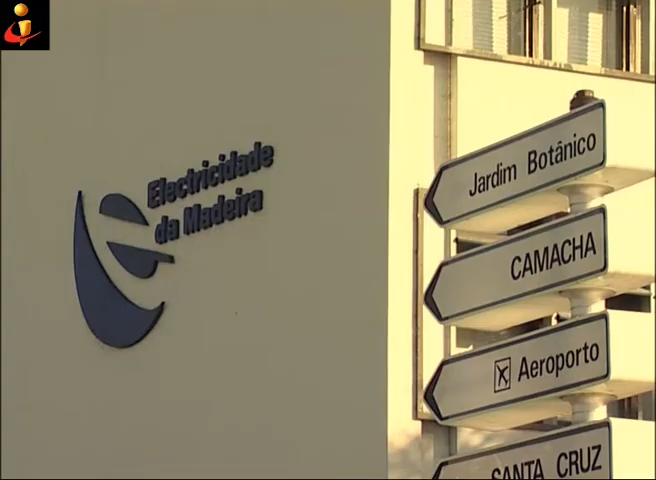 Electricidade
da Madeira
Jardim Botânico
CAMACHA
Aeroporto
SANTA CRUZ